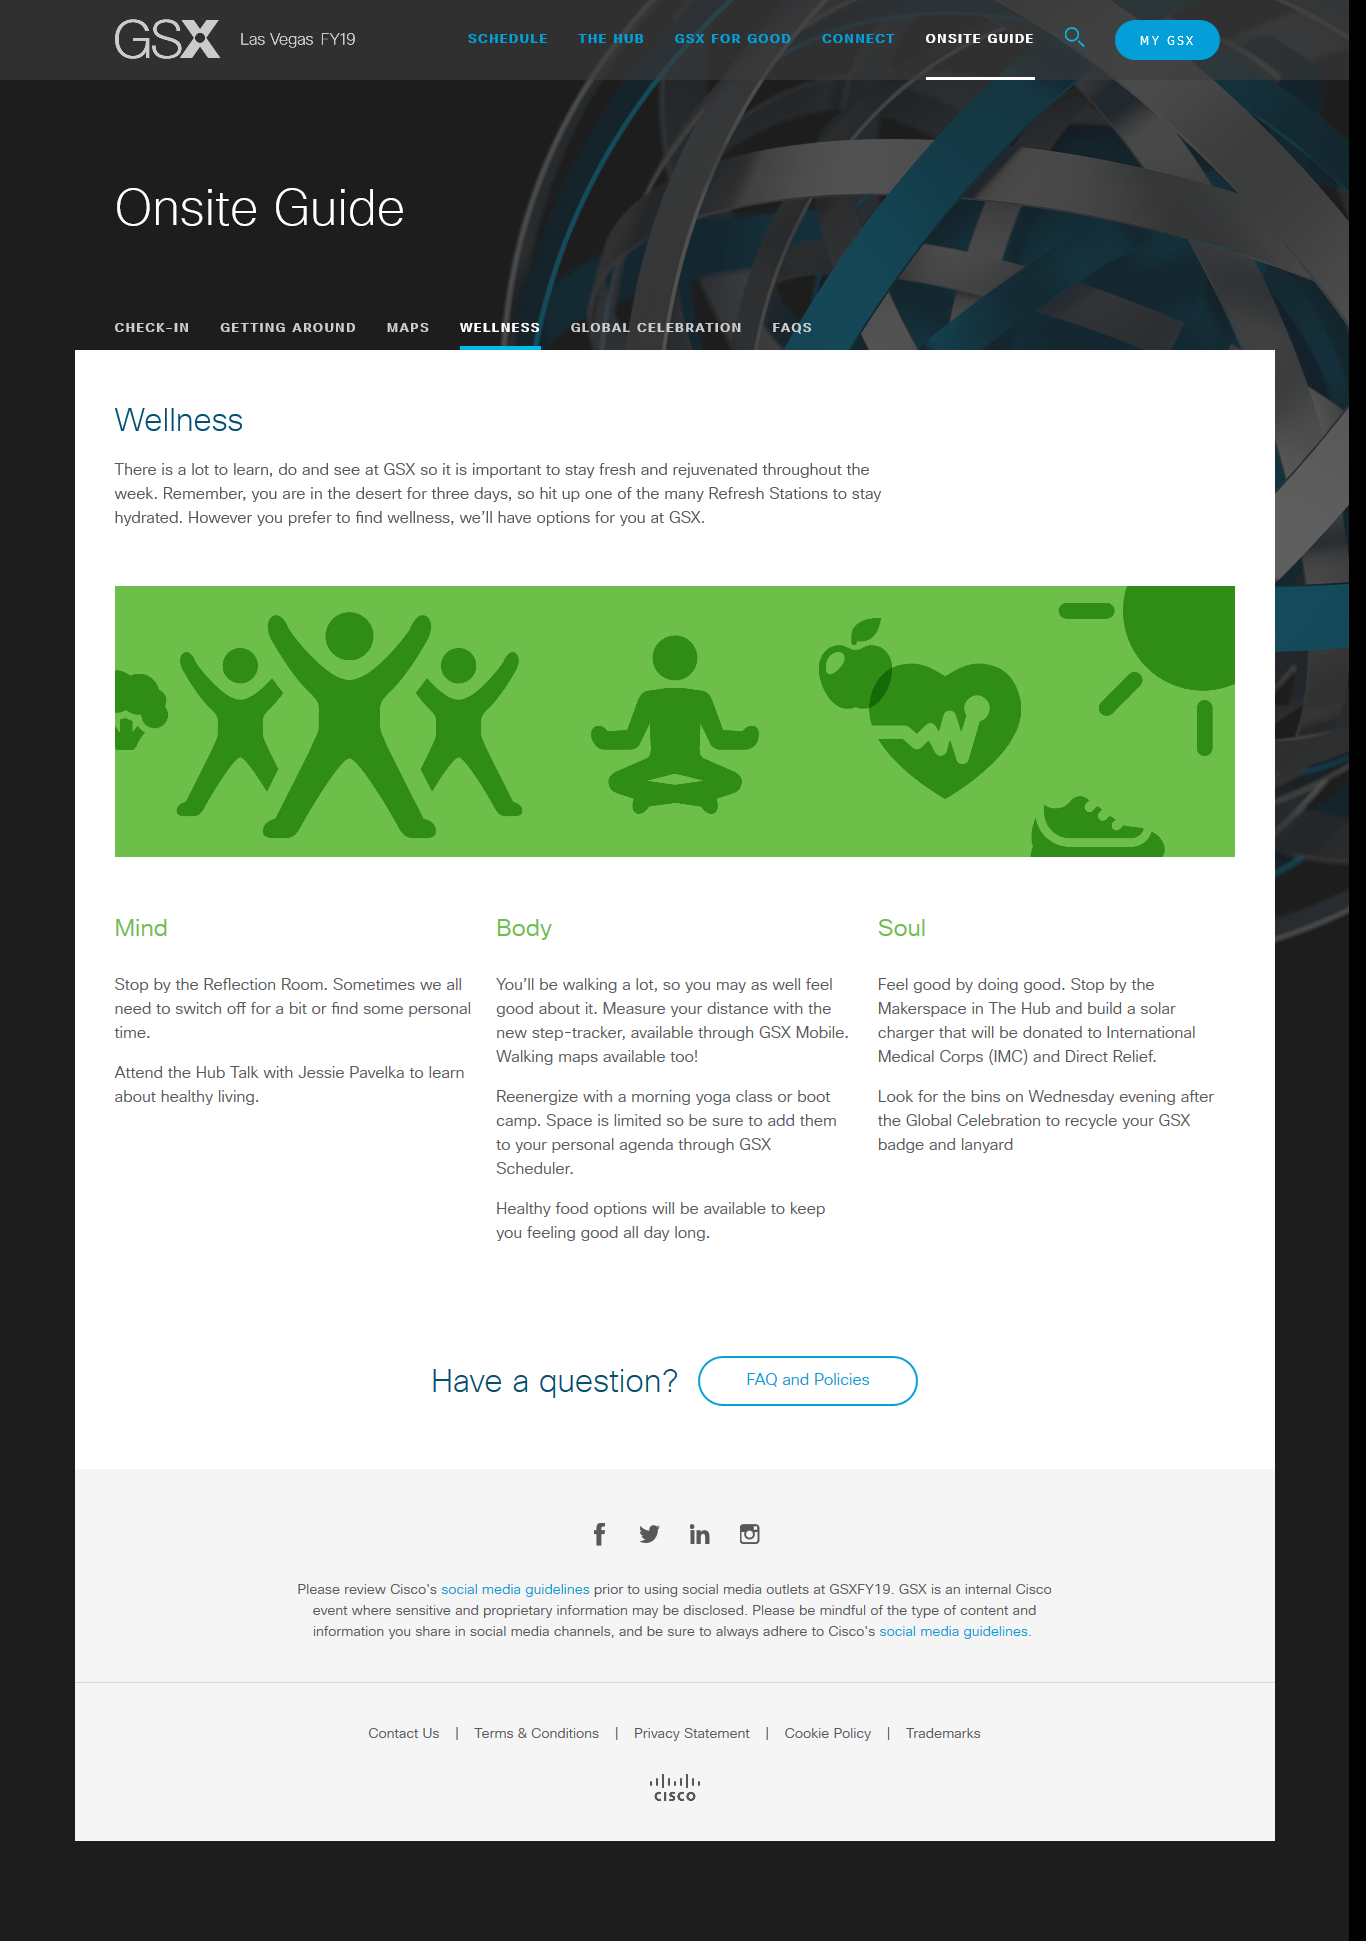 GSX Las Vegas FY19 SCHEDULE THE HUB GSX FOR GOOD CONNECT ONSITE GUIDE MY GSX
Onsite Guide
CHECK-IN GETTING AROUND MAPS WELLNESS GLOBAL CELEBRATION FAQS
Wellness
There is a lot to learn, do and see at GSX so it is important to stay fresh and rejuvenated throughout the
week. Remember, you are in the desert for three days, so hit up one of the many Refresh Stations to stay
hydrated. However you prefer to find wellness, we'll have options for you at GSX.
Mind
Stop by the Reflection Room. Sometimes we all
need to switch off for a bit or find some personal
time.
Attend the Hub Talk with Jessie Pavelka to learn
about healthy living.
Body
You'll be walking a lot, so you may as well feel
good about it. Measure your distance with the
new step-tracker, available through GSX Mobile.
Walking maps available too!
Reenergize with a morning yoga class or boot
camp. Space is limited so be sure to add them
to your personal agenda through GSX
Scheduler.
Healthy food options will be available to keep
you feeling good all day long.
Soul
Feel good by doing good. Stop by the
Makerspace in The Hub and build a solar
charger that will be donated to International
Medical Corps (IMC) and Direct Relief.
Look for the bins on Wednesday evening after
the Global Celebration to recycle your GSX
badge and lanyard
Have a question? FAQ and Policies
Please review Cisco's social media guidelines prior to using social media outlets at GSXFY19. GSX is an internal Cisco
event where sensitive and proprietary information may be disclosed. Please be mindful of the type of content and
information you share in social media channels, and be sure to always adhere to Cisco's social media guidelines.
Contact Us | Terms & Conditions | Privacy Statement | Cookie Policy | Trademarks
CISCO